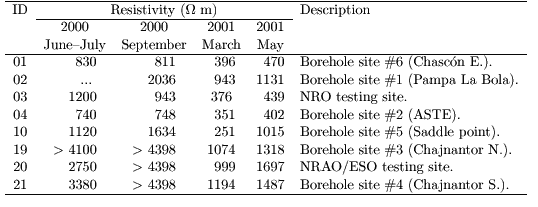 ID Resistivity (Ω m) Description
2000 2000 2001 2001
June–July September March May
01 830 811 396 470 Borehole site #6 (Chascón E.).
02 ... 2036 943 1131 Borehole site #1 (Pampa La Bola).
03 1200 943 376 439 NRO testing site.
04 740 748 351 402 Borehole site #2 (ASTE).
10 1120 1634 251 1015 Borehole site #5 (Saddle point).
19 > 4100 > 4398 1074 1318 Borehole site #3 (Chajnantor N.).
20 2750 > 4398 999 1697 NRAO/ESO testing site.
21 3380 > 4398 1194 1487 Borehole site #4 (Chajnantor S.).